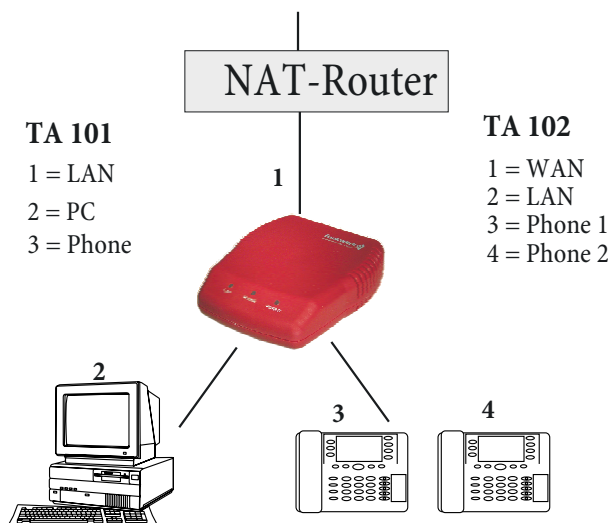 NAT-Router
TA 101
1 = LAN
2 = PC
3 = Phone
1
TA 102
1 = WAN
2 = LAN
3 = Phone 1
4 = Phone 2
2
3
4